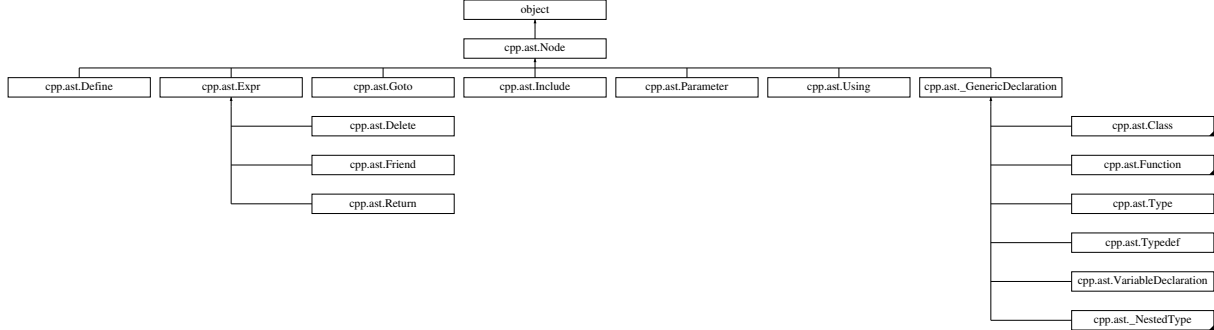 object
cpp.ast.Node
cpp.ast.Define
cpp.ast.Expr
cpp.ast.Goto
cpp.ast.Include
cpp.ast.Parameter
cpp.ast.Using
cpp.ast._GenericDeclaration
cpp.ast.Delete
cpp.ast.Class
cpp.ast.Friend
cpp.ast.Function
cpp.ast.Return
cpp.ast.Type
cpp.ast.Typedef
cpp.ast.VariableDeclaration
cpp.ast._NestedType